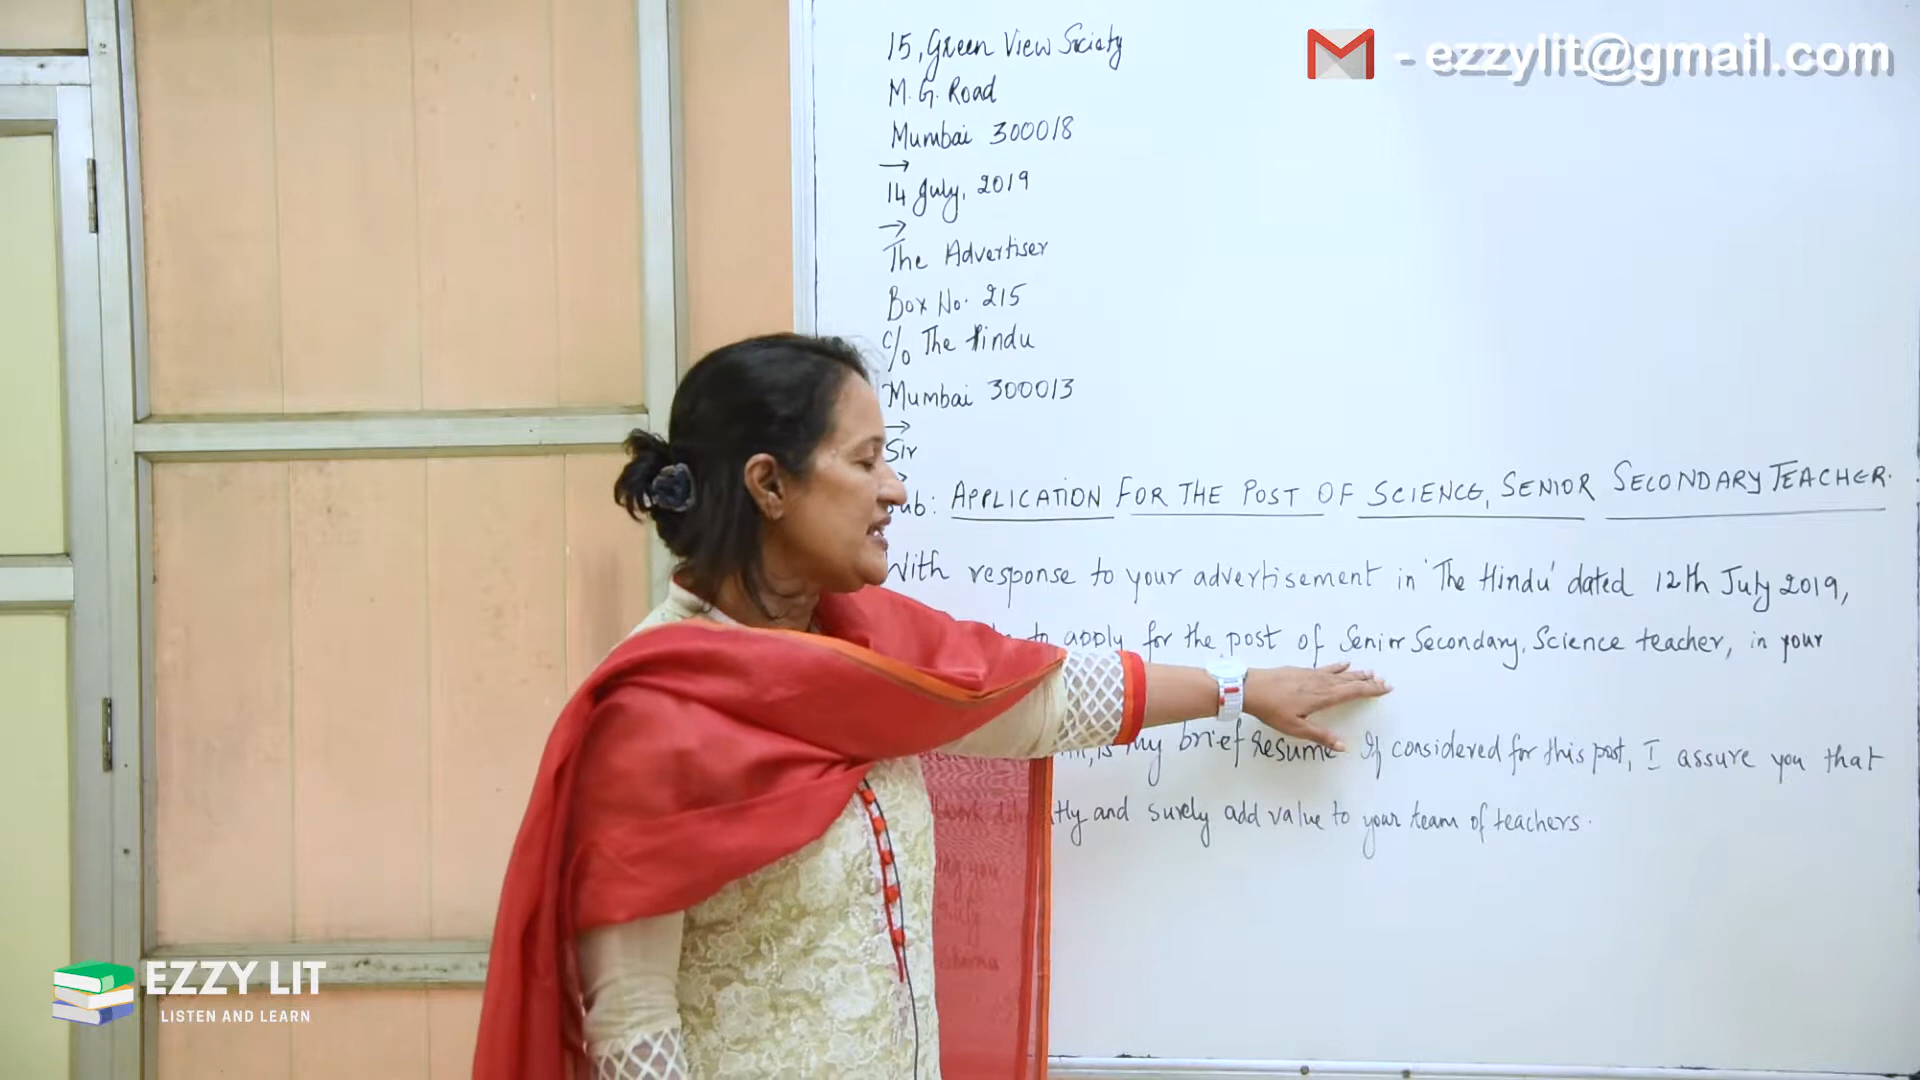 15, Green View Society
M. G. Road
Mumbai 300018
14 July, 2019
The Advertiser
Box No. 215
c/o The Hindu
Mumbai 300013
Sir
Sub: APPLICATION FOR THE POST OF SCIENCE, SENIOR SECONDARY TEACHER.
With response to your advertisement in 'The Hindu' dated 12th July 2019,
to apply for the post of Senior Secondary, Science teacher, in your
is my brief resume If considered for this post, I assure you that
and surely add value to your team of teachers.
- ezzylit@gmail.com
EZZY LIT
LISTEN AND LEARN